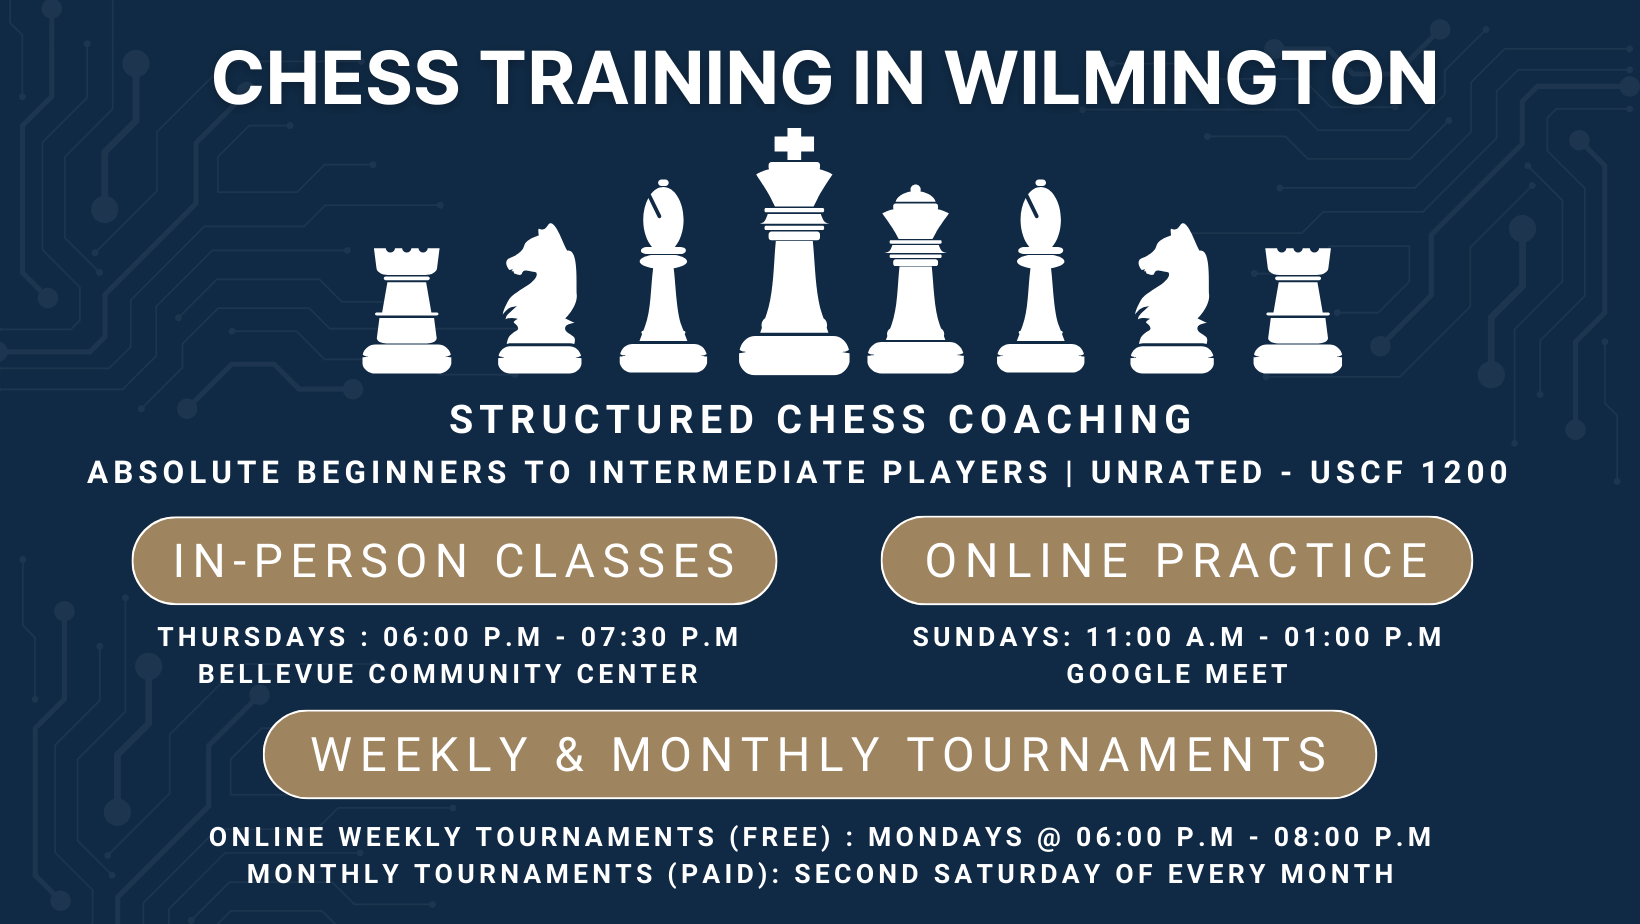 CHESS TRAINING IN WILMINGTON
STRUCTURED CHESS COACHING
ABSOLUTE BEGINNERS TO INTERMEDIATE PLAYERS | UNRATED - USCF 1200
IN-PERSON CLASSES
THURSDAYS : 06:00 P.M - 07:30 P.M
BELLEVUE COMMUNITY CENTER
ONLINE PRACTICE
SUNDAYS: 11:00 A.M - 01:00 P.M
GOOGLE MEET
WEEKLY & MONTHLY TOURNAMENTS
ONLINE WEEKLY TOURNAMENTS (FREE) : MONDAYS @ 06:00 P.M - 08:00 P.M
MONTHLY TOURNAMENTS (PAID): SECOND SATURDAY OF EVERY MONTH